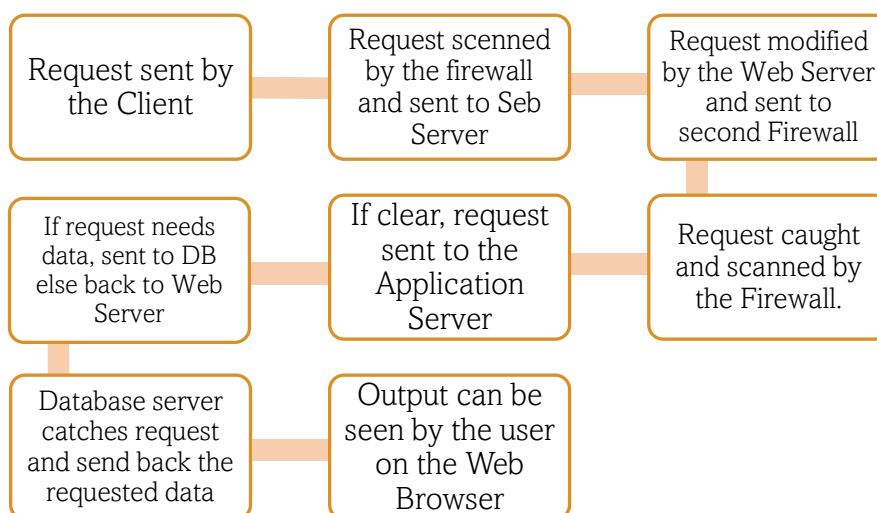 Request sent by
the Client
Request scenned
by the firewall
and sent to Seb
Server
Request modified
by the Web Server
and sent to
second Firewall
Request caught
and scanned by
the Firewall.
If clear, request
sent to the
Application
Server
If request needs
data, sent to DB
else back to Web
Server
Database server
catches request
and send back the
requested data
Output can be
seen by the user
on the Web
Browser